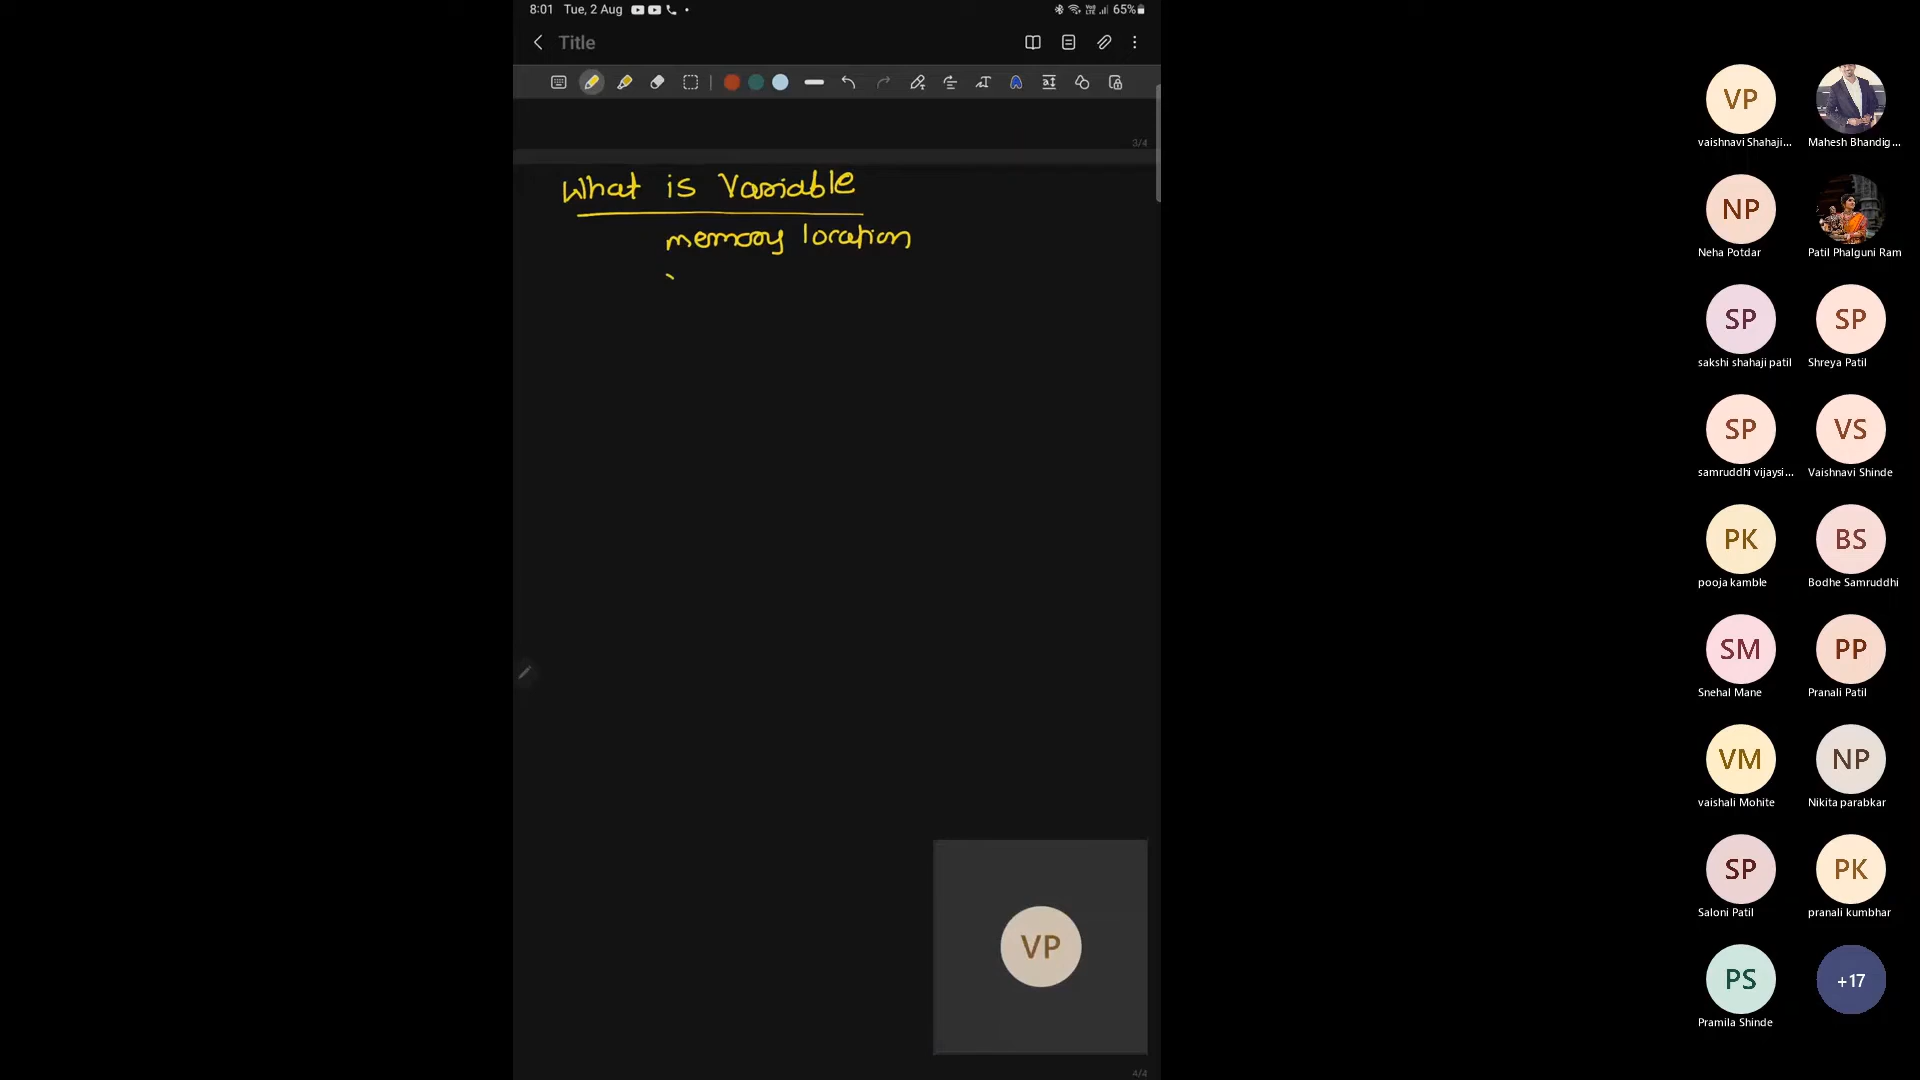 8:01 Tue, 2 Aug 65%
Title
3/4
What is Variable
memory location
VP
4/4
VP
vaishnavi Shahaji... Mahesh Bhandig...
NP
Neha Potdar Patil Phalguni Ram
SP SP
sakshi shahaji patil Shreya Patil
SP VS
samruddhi vijaysi... Vaishnavi Shinde
PK BS
pooja kamble Bodhe Samruddhi
SM PP
Snehal Mane Pranali Patil
VM NP
vaishali Mohite Nikita parabkar
SP PK
Saloni Patil pranali kumbhar
PS +17
Pramila Shinde